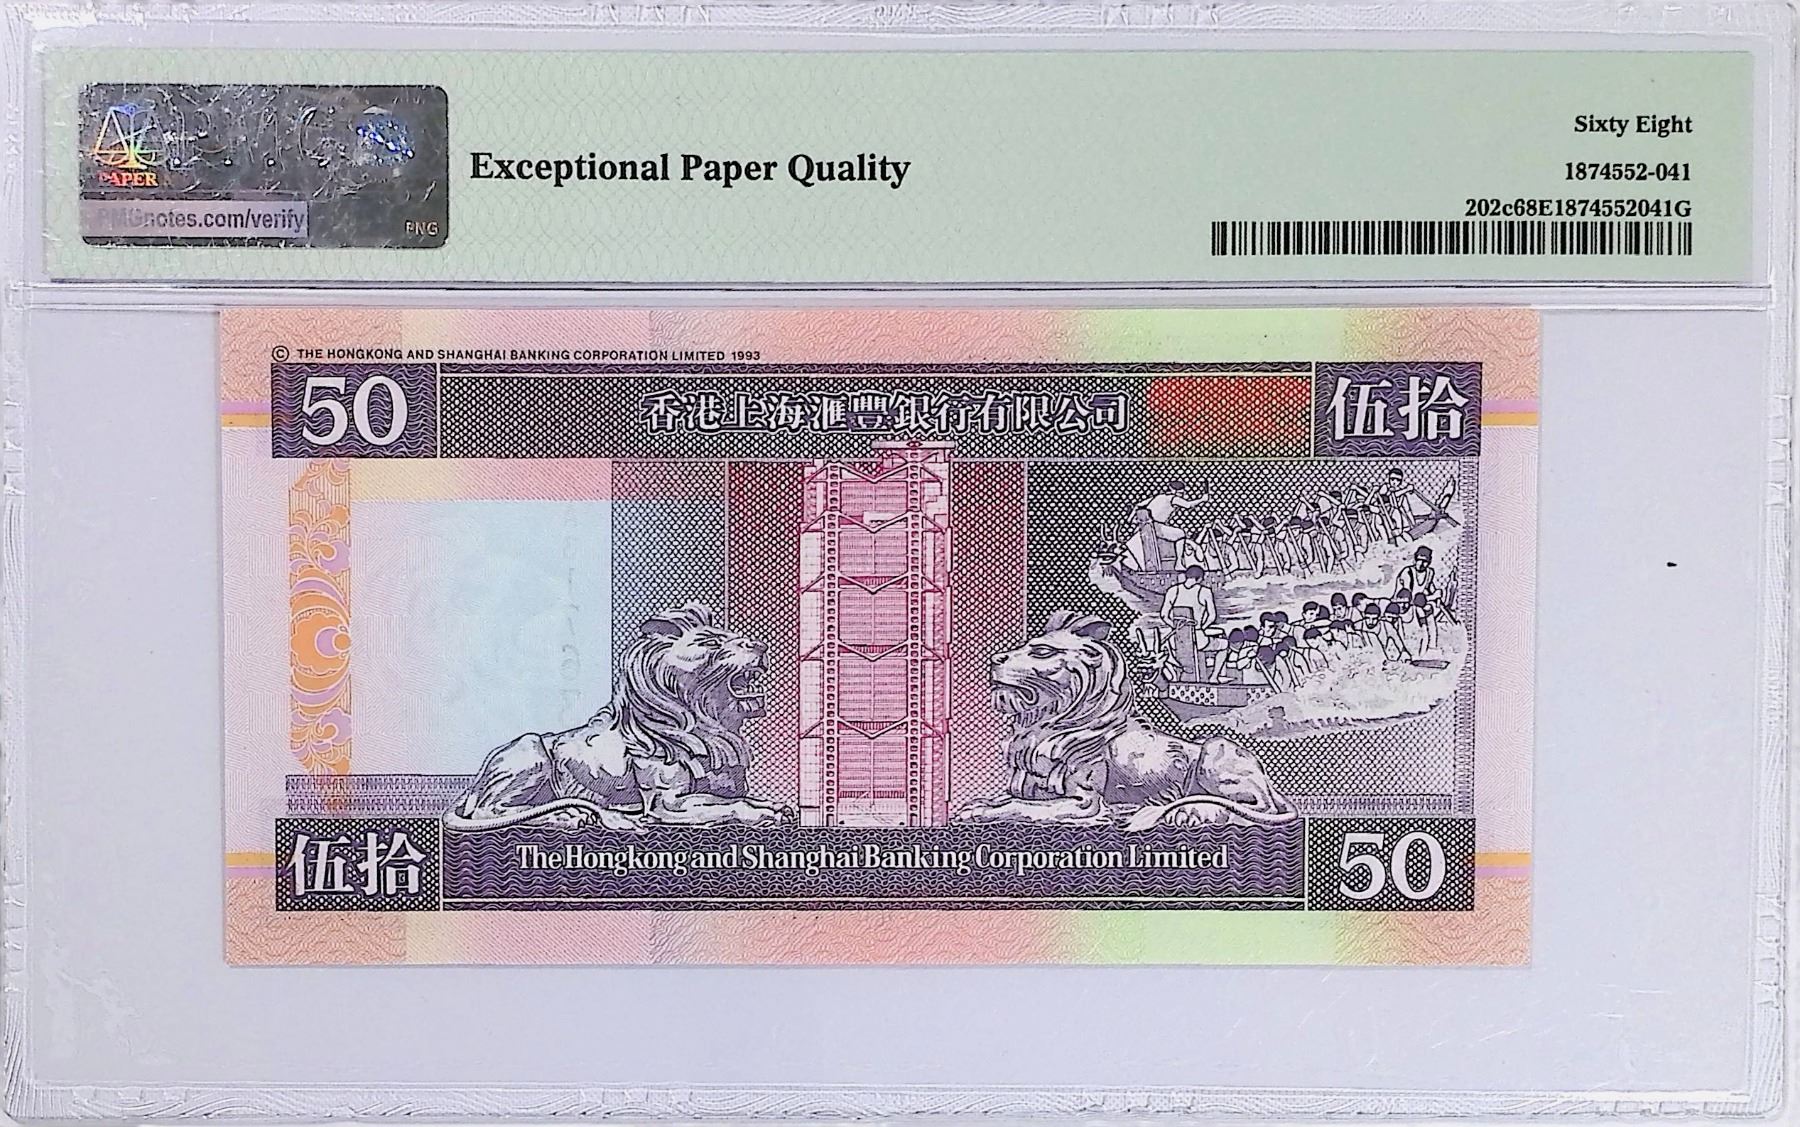 Sixty Eight
PAPER
Exceptional Paper Quality
1874552-041
PMGnotes.com/verify
PNG
202c68E1874552041G
© THE HONGKONG AND SHANGHAI BANKING CORPORATION LIMITED 1993
50
香港上海滙豐銀行有限公司
伍拾
伍拾
The Hongkong and Shanghai Banking Corporation Limited
50